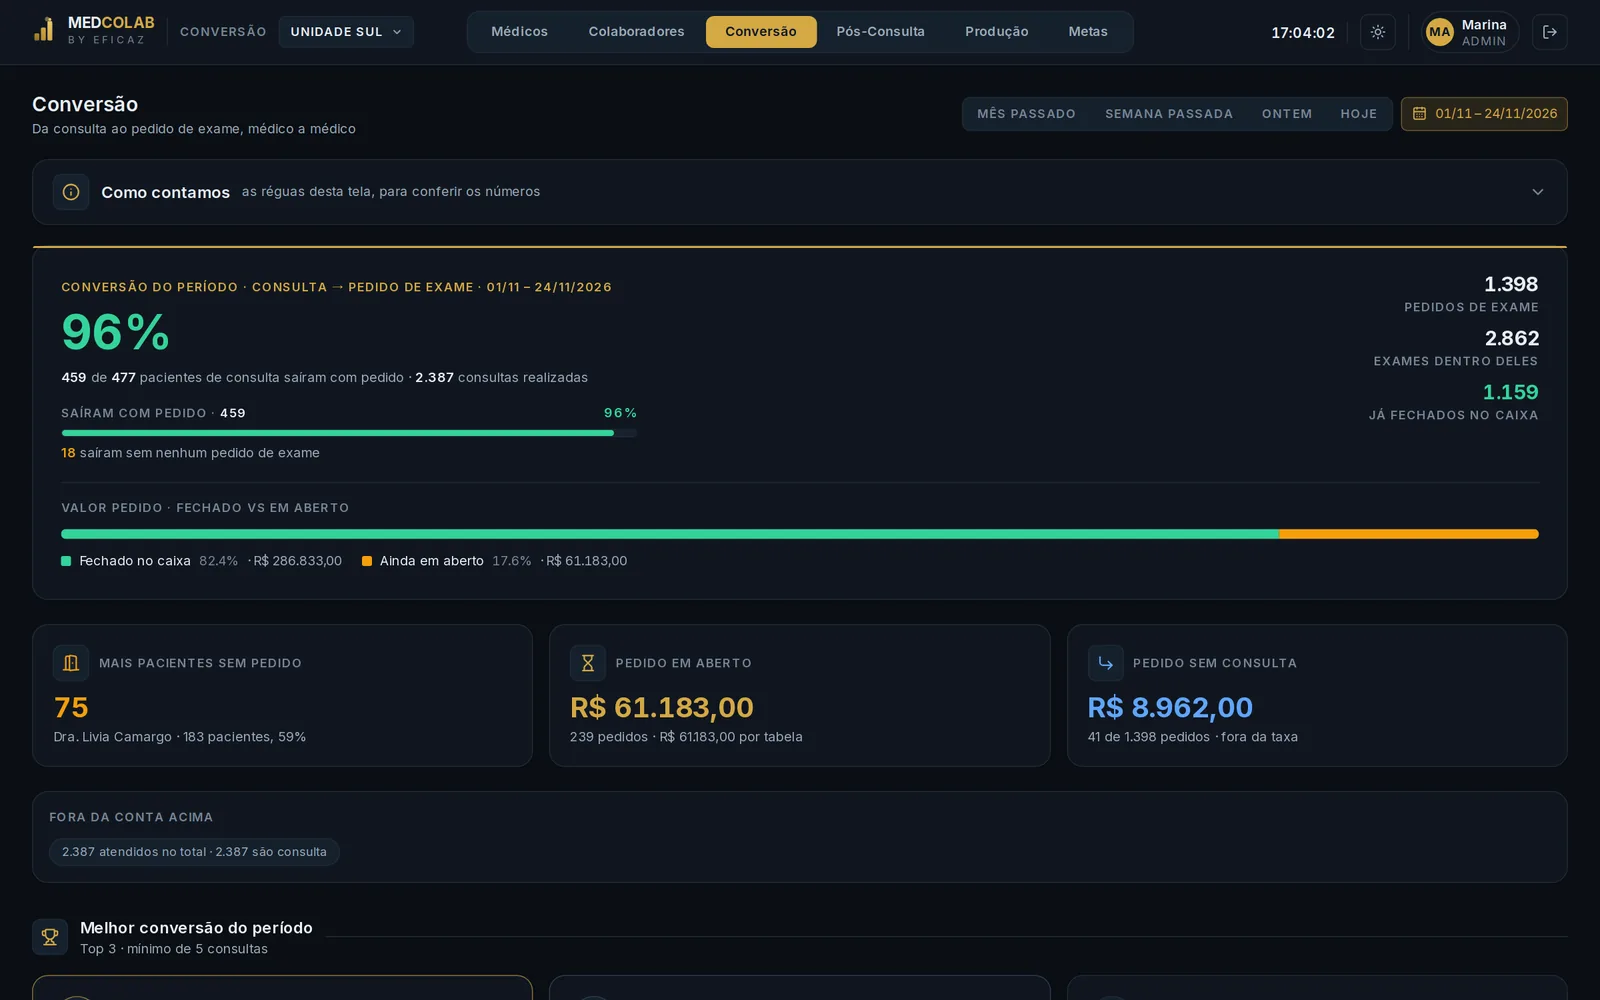 MEDCOLAB
BY EFICAZ
CONVERSÃO
UNIDADE SUL
Médicos
Colaboradores
Conversão
Pós-Consulta
Produção
Metas
17:04:02
MA
Marina
ADMIN
Conversão
Da consulta ao pedido de exame, médico a médico
MÊS PASSADO
SEMANA PASSADA
ONTEM
HOJE
01/11 – 24/11/2026
Como contamos as réguas desta tela, para conferir os números
CONVERSÃO DO PERÍODO · CONSULTA → PEDIDO DE EXAME · 01/11 – 24/11/2026
96%
459 de 477 pacientes de consulta saíram com pedido · 2.387 consultas realizadas
SAÍRAM COM PEDIDO · 459
96%
18 saíram sem nenhum pedido de exame
1.398
PEDIDOS DE EXAME
2.862
EXAMES DENTRO DELES
1.159
JÁ FECHADOS NO CAIXA
VALOR PEDIDO · FECHADO VS EM ABERTO
Fechado no caixa 82.4% · R$ 286.833,00
Ainda em aberto 17.6% · R$ 61.183,00
MAIS PACIENTES SEM PEDIDO
75
Dra. Livia Camargo · 183 pacientes, 59%
PEDIDO EM ABERTO
R$ 61.183,00
239 pedidos · R$ 61.183,00 por tabela
PEDIDO SEM CONSULTA
R$ 8.962,00
41 de 1.398 pedidos · fora da taxa
FORA DA CONTA ACIMA
2.387 atendidos no total · 2.387 são consulta
Melhor conversão do período
Top 3 · mínimo de 5 consultas